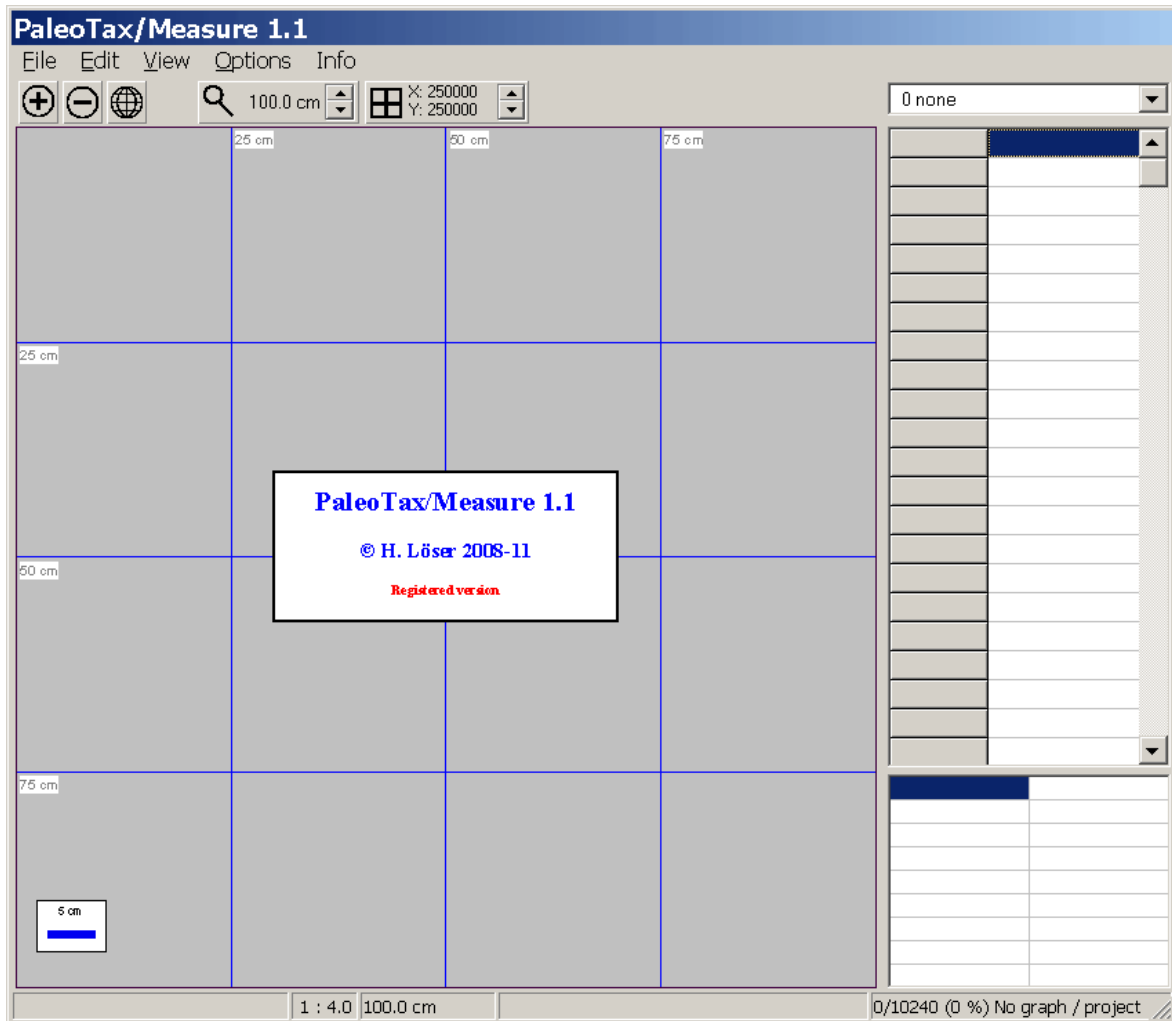 PaleoTax/Measure 1.1
File Edit View Options Info
100.0 cm X: 250000
Y: 250000
0 none
25 cm 50 cm 75 cm
25 cm
PaleoTax/Measure 1.1
© H. Löser 2008-11
Registered version
50 cm
75 cm
5 cm
1 : 4.0 100.0 cm 0/10240 (0 %) No graph / project